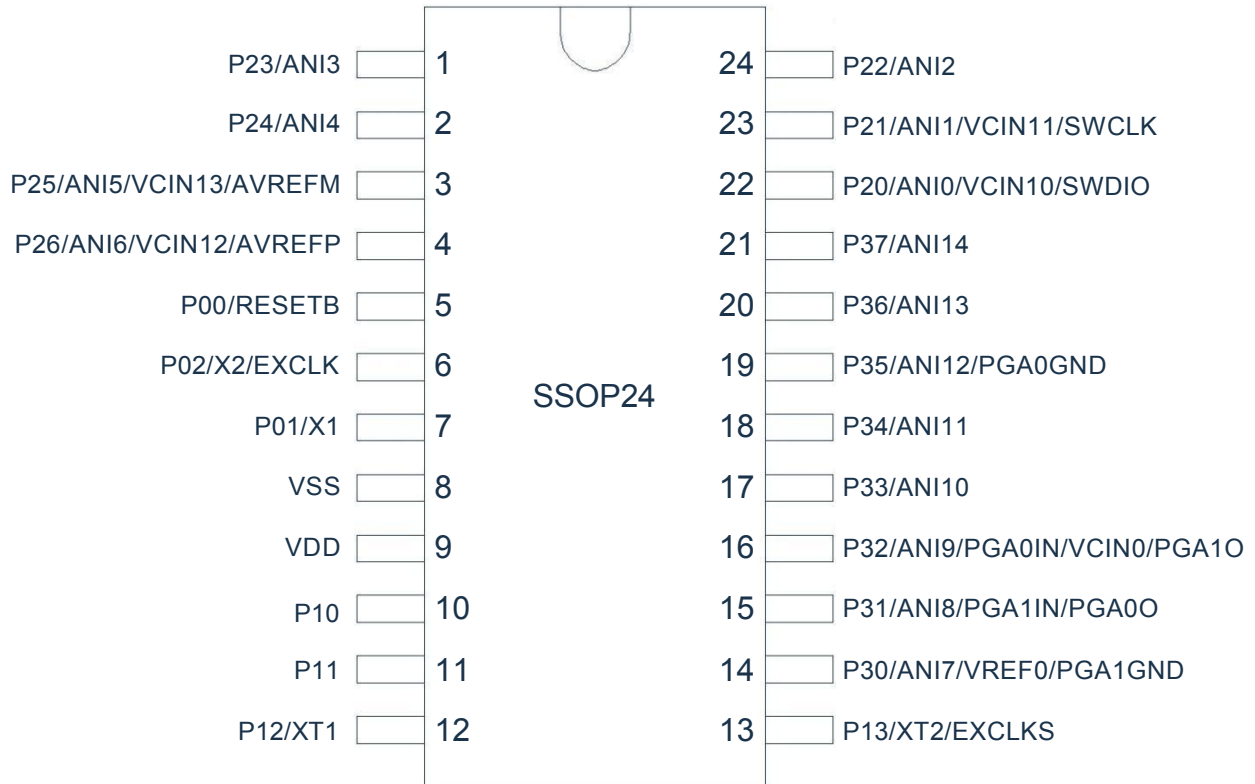 P23/ANI3 1 24 P22/ANI2
P24/ANI4 2 23 P21/ANI1/VCIN11/SWCLK
P25/ANI5/VCIN13/AVREFM 3 22 P20/ANI0/VCIN10/SWDIO
P26/ANI6/VCIN12/AVREFP 4 21 P37/ANI14
P00/RESETB 5 20 P36/ANI13
P02/X2/EXCLK 6 19 P35/ANI12/PGA0GND
SSOP24
P01/X1 7 18 P34/ANI11
VSS 8 17 P33/ANI10
VDD 9 16 P32/ANI9/PGA0IN/VCIN0/PGA1O
P10 10 15 P31/ANI8/PGA1IN/PGA0O
P11 11 14 P30/ANI7/VREF0/PGA1GND
P12/XT1 12 13 P13/XT2/EXCLKS